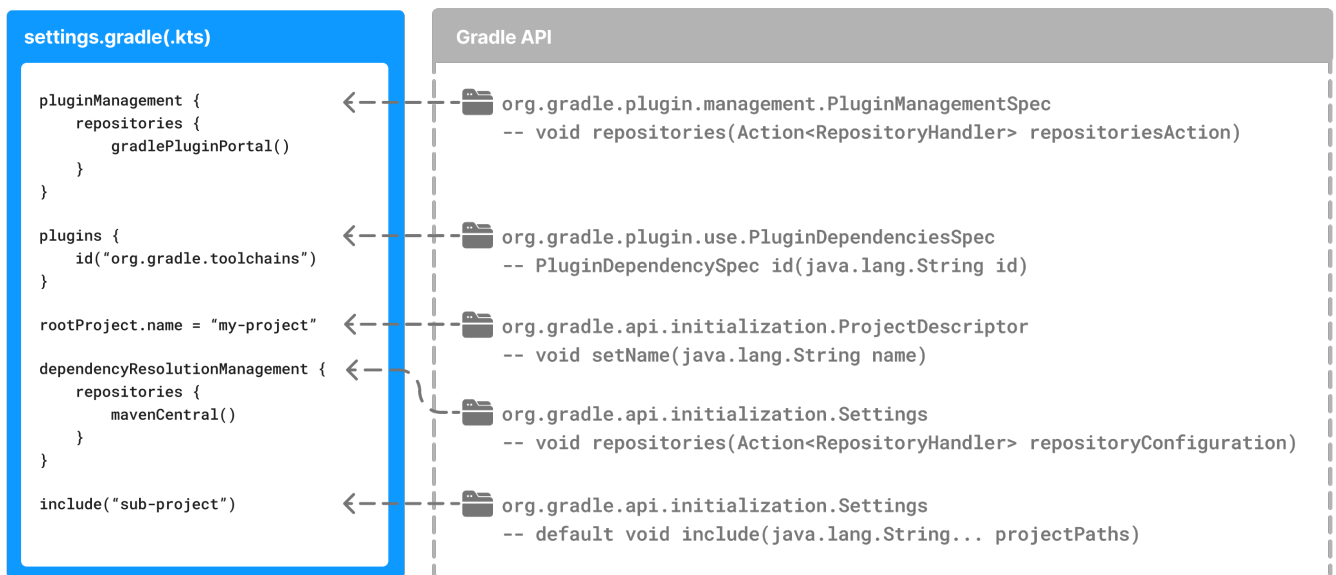 settings.gradle(.kts)
pluginManagement {
    repositories {
        gradlePluginPortal()
    }
}
plugins {
    id(“org.gradle.toolchains”)
}
rootProject.name = “my-project”
dependencyResolutionManagement {
    repositories {
        mavenCentral()
    }
}
include(“sub-project”)
Gradle API
org.gradle.plugin.management.PluginManagementSpec
-- void repositories(Action<RepositoryHandler> repositoriesAction)
org.gradle.plugin.use.PluginDependenciesSpec
-- PluginDependencySpec id(java.lang.String id)
org.gradle.api.initialization.ProjectDescriptor
-- void setName(java.lang.String name)
org.gradle.api.initialization.Settings
-- void repositories(Action<RepositoryHandler> repositoryConfiguration)
org.gradle.api.initialization.Settings
-- default void include(java.lang.String... projectPaths)